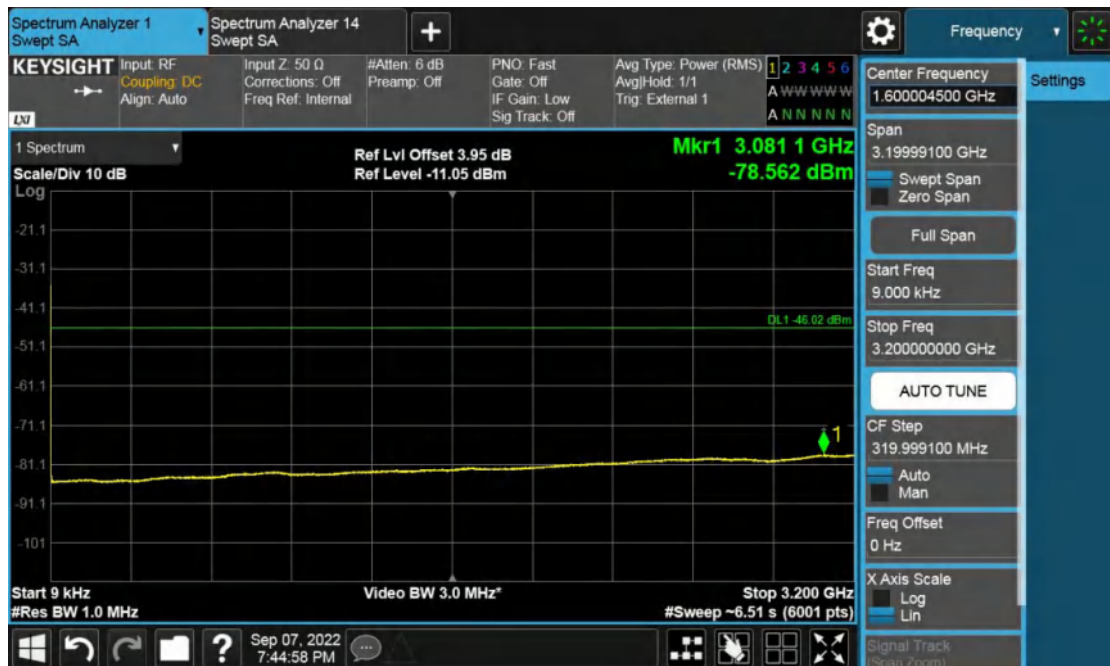 Spectrum Analyzer 1
Swept SA
Spectrum Analyzer 14
Swept SA
+
Frequency
KEYSIGHT
LXI
Input: RF
Coupling: DC
Align: Auto
Input Z: 50 Ω
Corrections: Off
Freq Ref: Internal
#Atten: 6 dB
Preamp: Off
PNO: Fast
Gate: Off
IF Gain: Low
Sig Track: Off
Avg Type: Power (RMS)
Avg|Hold: 1/1
Trig: External 1
1 2 3 4 5 6
A W W W W W
A N N N N N
1 Spectrum
Scale/Div 10 dB
Log
Ref Lvl Offset 3.95 dB
Ref Level -11.05 dBm
Mkr1 3.081 1 GHz
-78.562 dBm
-21.1
-31.1
-41.1
DL1 -46.02 dBm
-51.1
-61.1
-71.1
1
-81.1
-91.1
-101
Start 9 kHz
#Res BW 1.0 MHz
Video BW 3.0 MHz*
Stop 3.200 GHz
#Sweep ~6.51 s (6001 pts)
Sep 07, 2022
7:44:58 PM
?
Center Frequency
1.600004500 GHz
Settings
Span
3.19999100 GHz
Swept Span
Zero Span
Full Span
Start Freq
9.000 kHz
Stop Freq
3.200000000 GHz
AUTO TUNE
CF Step
319.999100 MHz
Auto
Man
Freq Offset
0 Hz
X Axis Scale
Log
Lin
Signal Track
(Span Zoom)